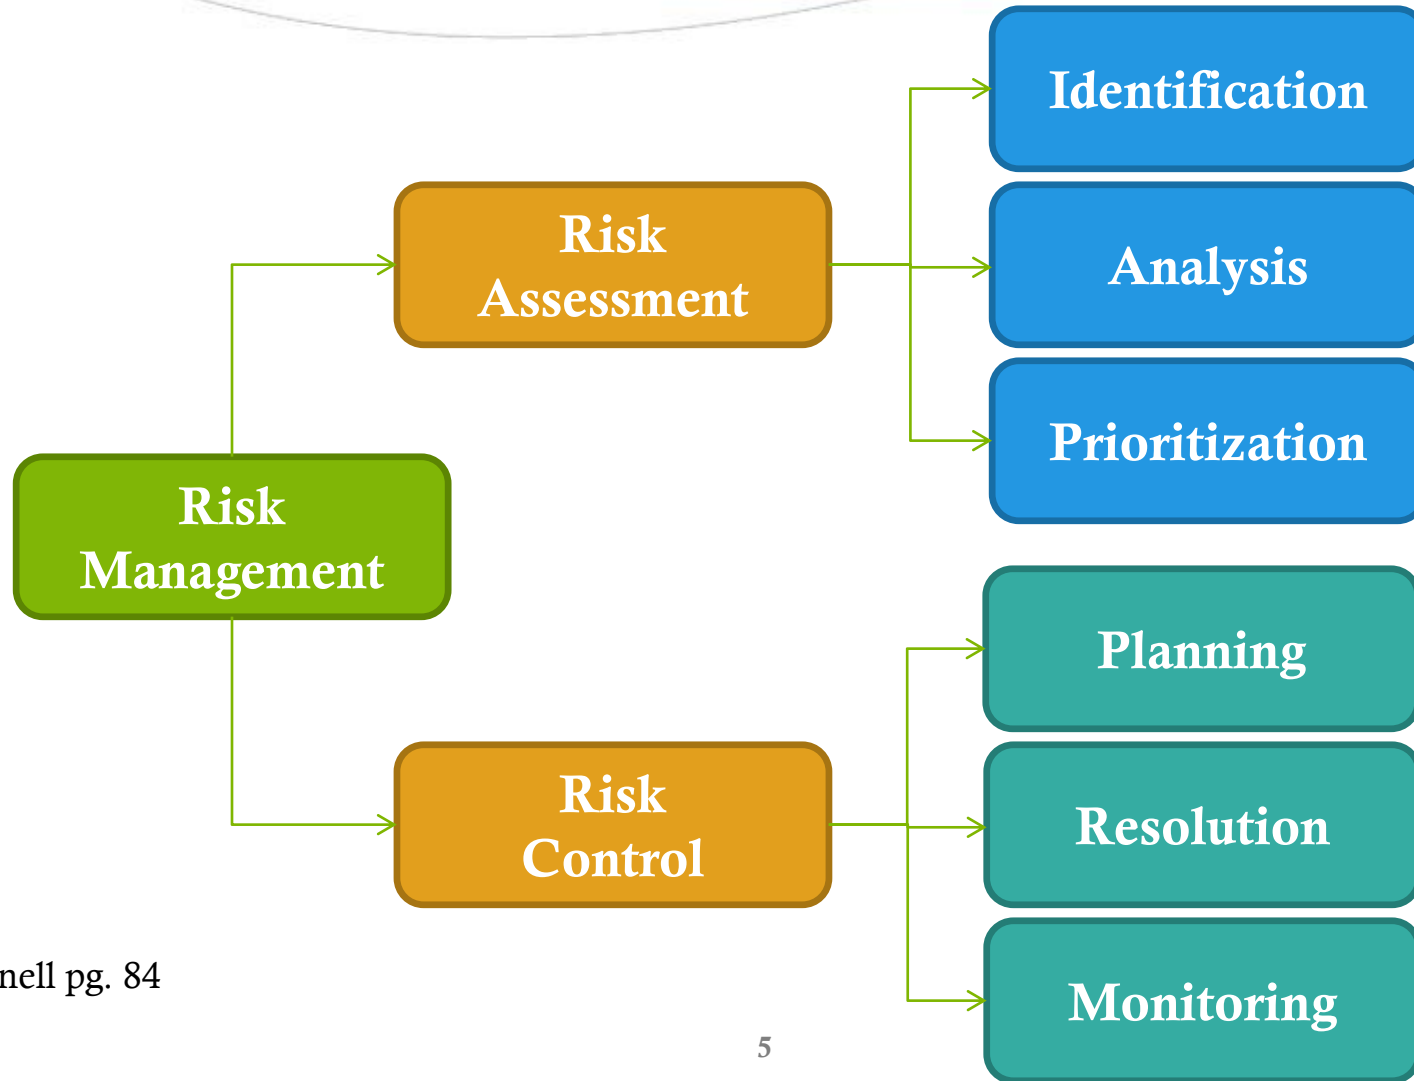 Identification
Risk
Assessment
Analysis
Prioritization
Risk
Management
Planning
Risk
Control
Resolution
Monitoring
nell pg. 84
5